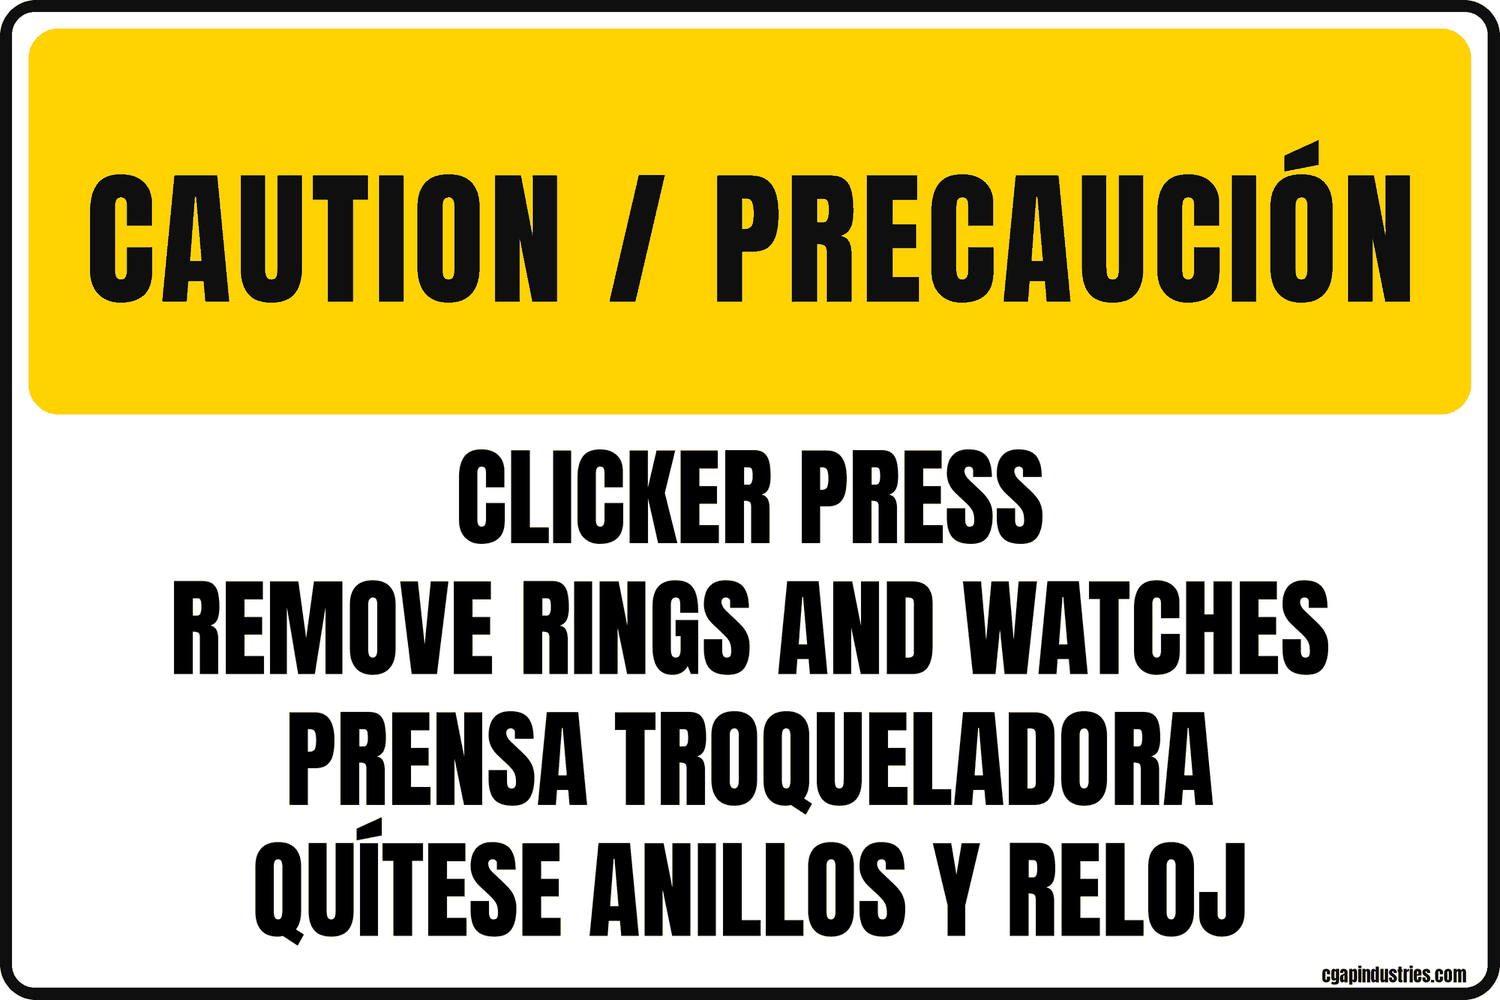 CAUTION / PRECAUCIÓN
CLICKER PRESS
REMOVE RINGS AND WATCHES
PRENSA TROQUELADORA
QUÍTESE ANILLOS Y RELOJ
cgapindustries.com